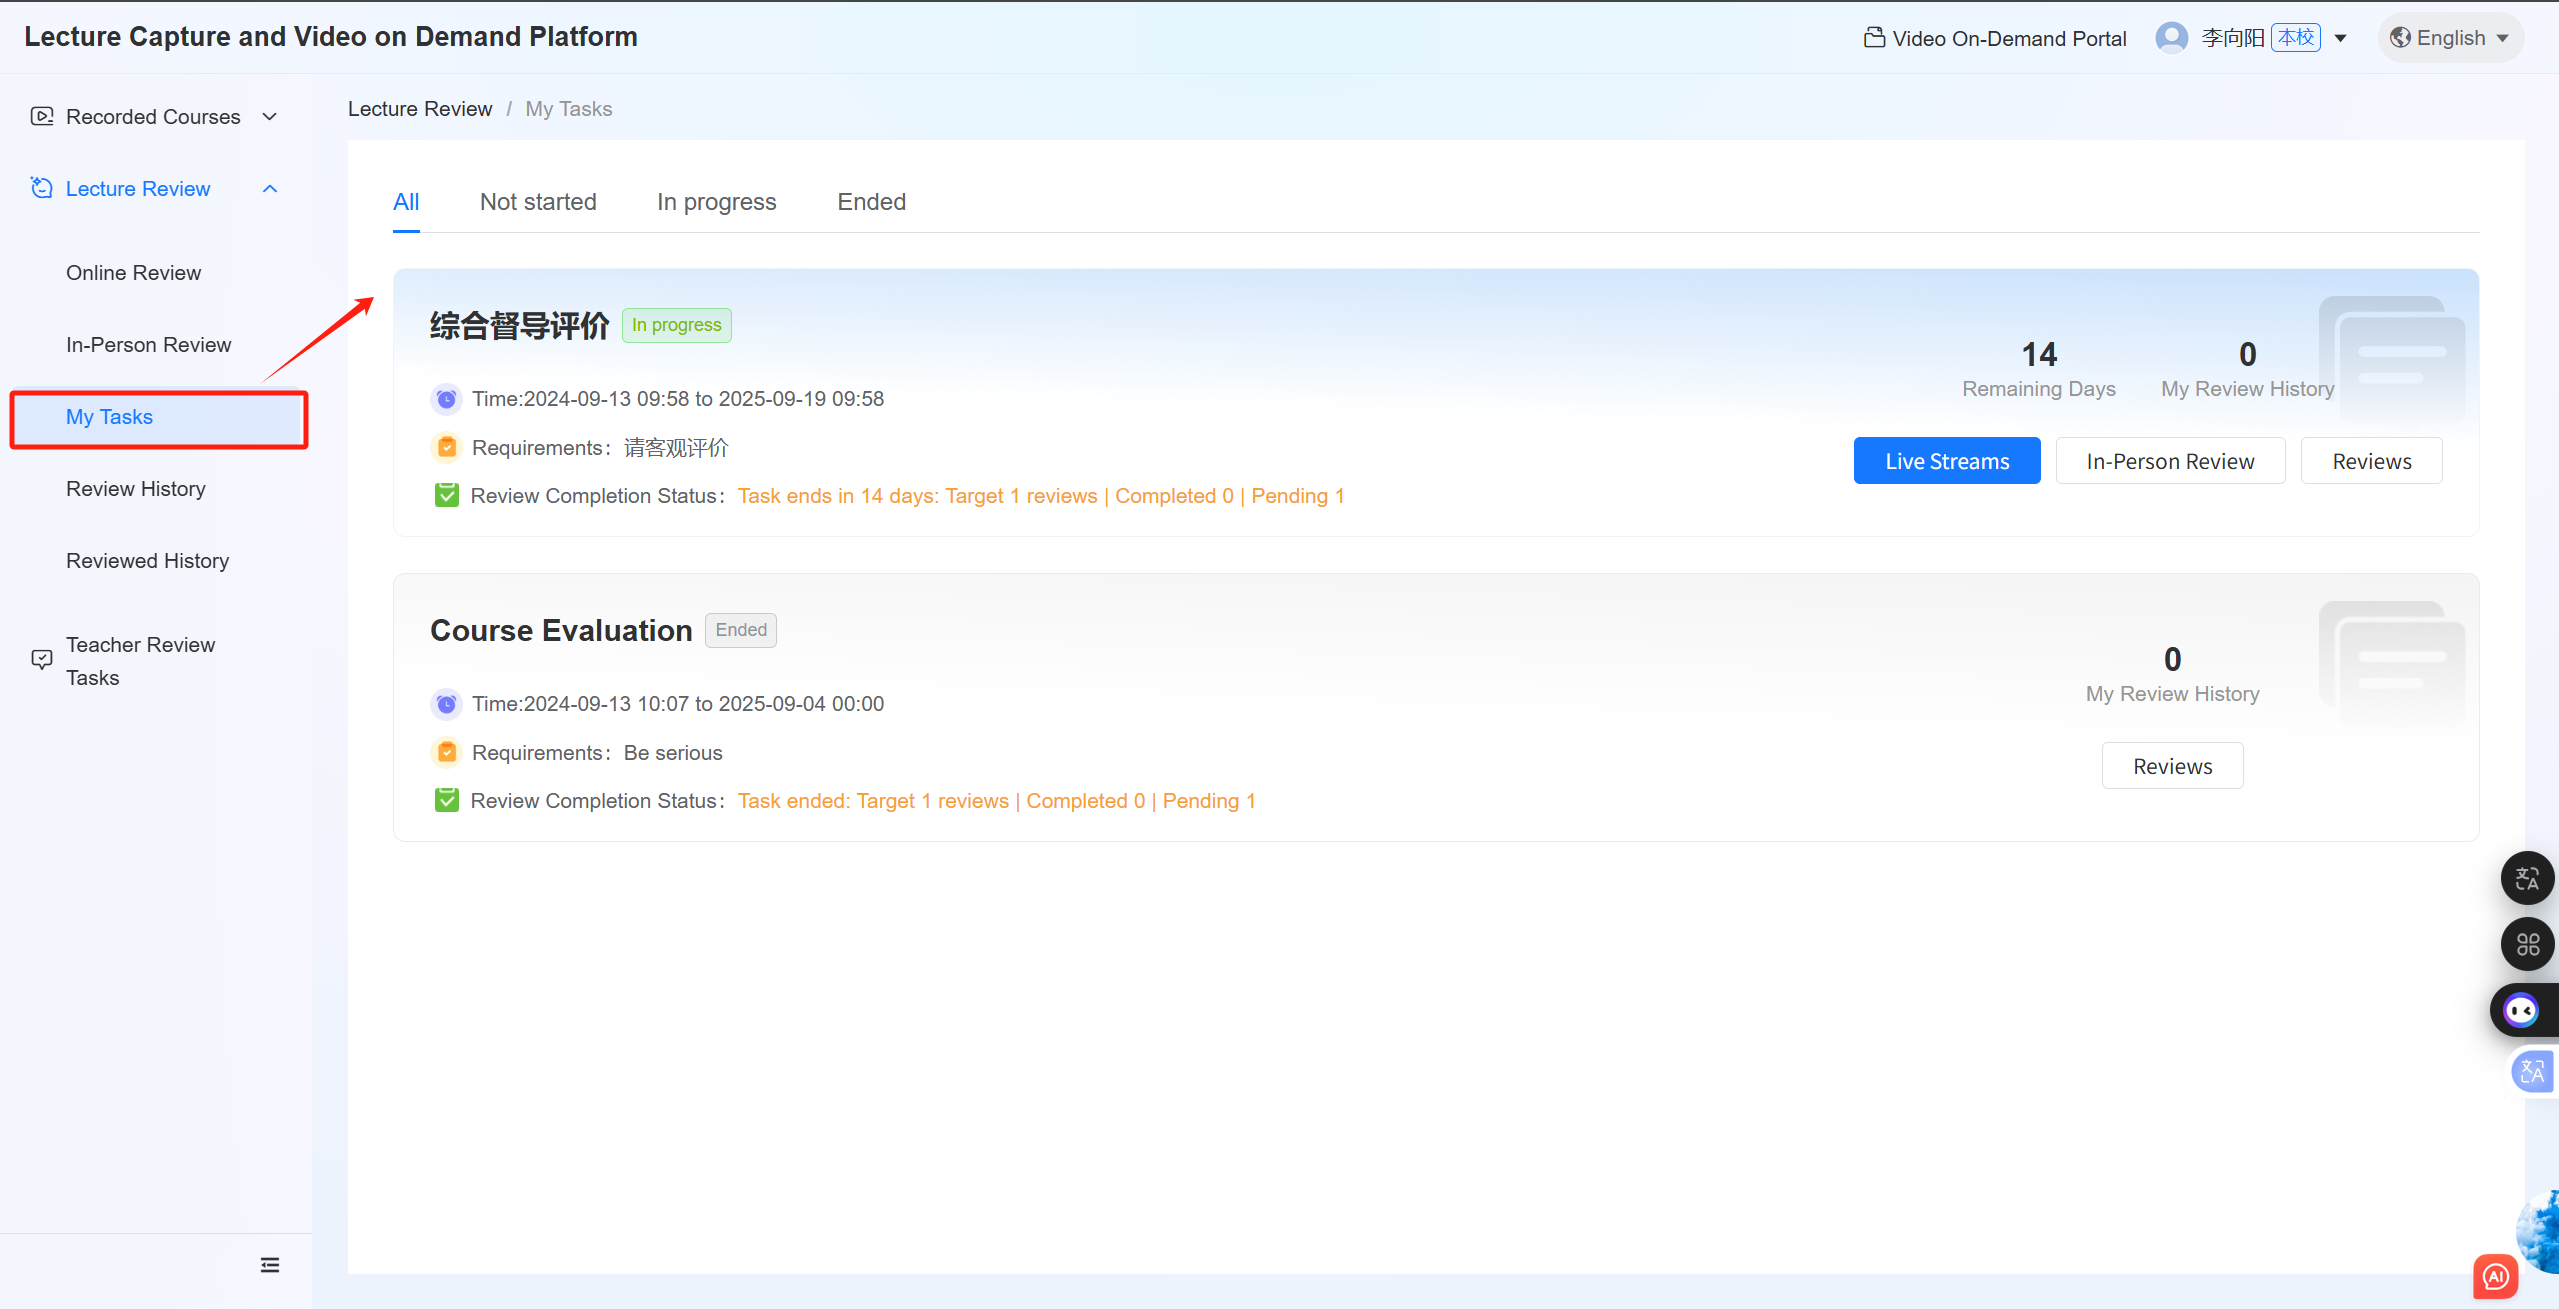 Lecture Capture and Video on Demand Platform
Video On-Demand Portal
李向阳 本校
English
Recorded Courses
Lecture Review
Online Review
In-Person Review
My Tasks
Review History
Reviewed History
Teacher Review
Tasks
Lecture Review / My Tasks
All Not started In progress Ended
综合督导评价 In progress
Time:2024-09-13 09:58 to 2025-09-19 09:58
Requirements：请客观评价
Review Completion Status：Task ends in 14 days: Target 1 reviews | Completed 0 | Pending 1
14
Remaining Days
0
My Review History
Live Streams In-Person Review Reviews
Course Evaluation Ended
Time:2024-09-13 10:07 to 2025-09-04 00:00
Requirements：Be serious
Review Completion Status：Task ended: Target 1 reviews | Completed 0 | Pending 1
0
My Review History
Reviews
文A
文A
AI